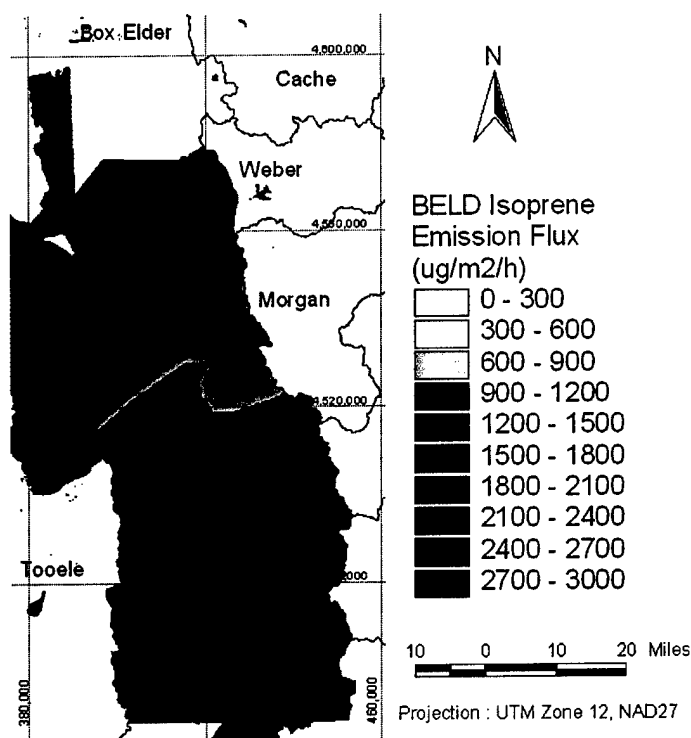 Box Elder
4,600,000
Cache
N
Weber
4,560,000
Morgan
4,520,000
Tooele
380,000
460,000
BELD Isoprene
Emission Flux
(ug/m2/h)
0 - 300
300 - 600
600 - 900
900 - 1200
1200 - 1500
1500 - 1800
1800 - 2100
2100 - 2400
2400 - 2700
2700 - 3000
10 0 10 20 Miles
Projection : UTM Zone 12, NAD27